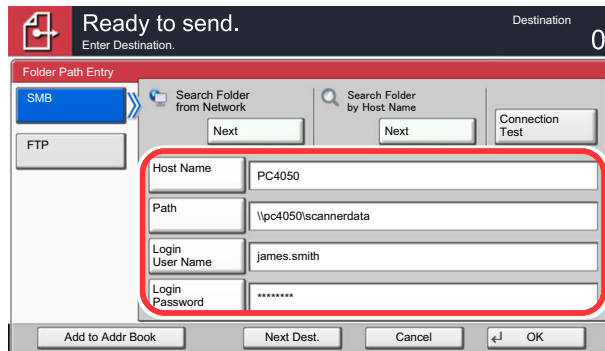 Ready to send.
Destination
Enter Destination.
0
Folder Path Entry
SMB
FTP
Search Folder
from Network
Next
Search Folder
by Host Name
Next
Connection
Test
Host Name
PC4050
Path
\\pc4050\scannerdata
Login
User Name
james.smith
Login
Password
********
Add to Addr Book
Next Dest.
Cancel
OK